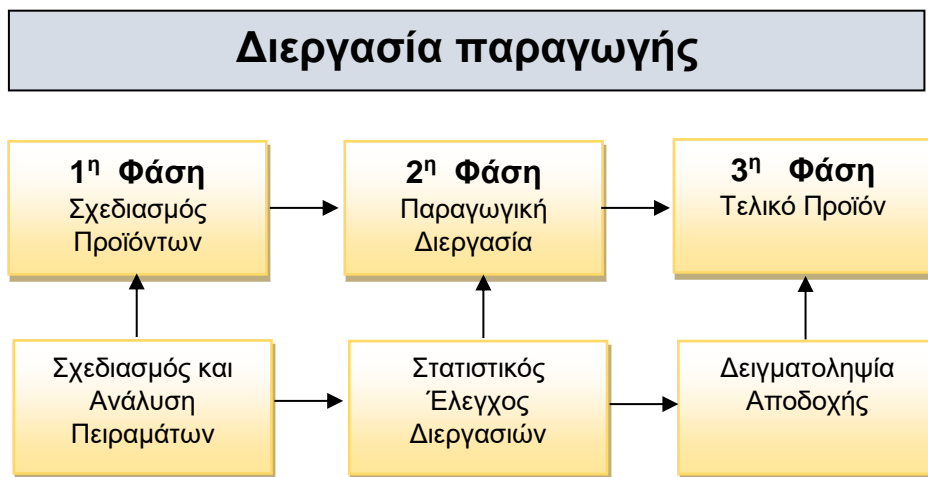 Διεργασία παραγωγής
1η Φάση
Σχεδιασμός
Προϊόντων
2η Φάση
Παραγωγική
Διεργασία
3η Φάση
Τελικό Προϊόν
Σχεδιασμός και
Ανάλυση
Πειραμάτων
Στατιστικός
Έλεγχος
Διεργασιών
Δειγματοληψία
Αποδοχής